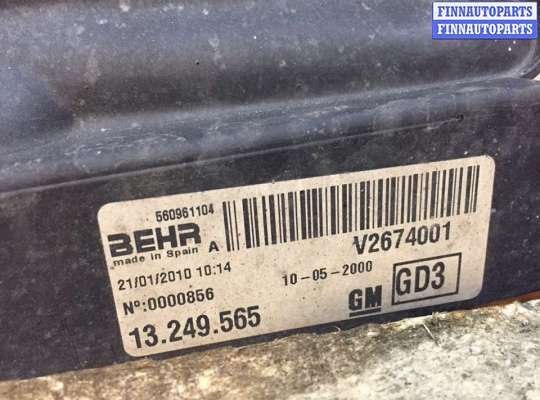 FINNAUTOPARTS
FINNAUTOPARTS
560961104
BEHR A
made in Spain
V2674001
21/01/2010 10:14
10-05-2000
Nº:0000856
GM
GD3
13.249.565